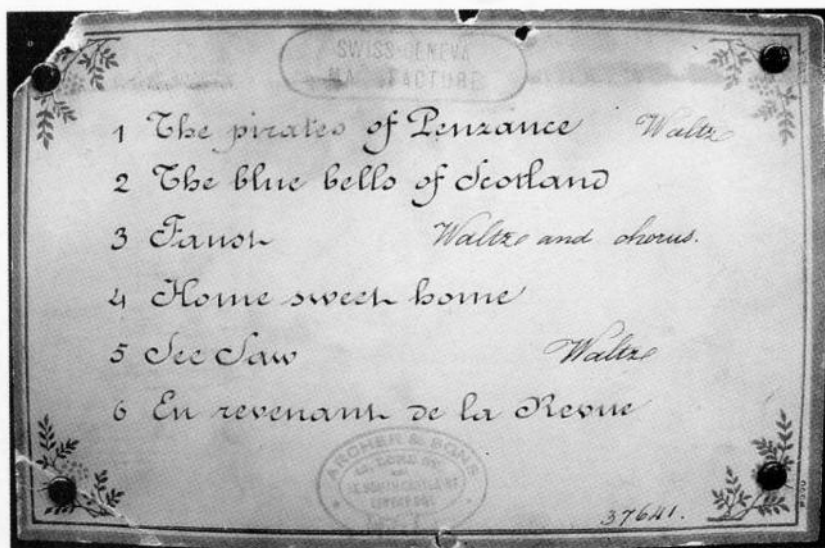 SWISS-GENEVA
1 The pirates of Penzance Waltz
2 The blue bells of Scotland
3 Faust Waltz and chorus.
4 Home sweet home
5 See Saw Waltz
6 En revenant de la Revue
ARCHER & SONS
LIVERPOOL
37641.